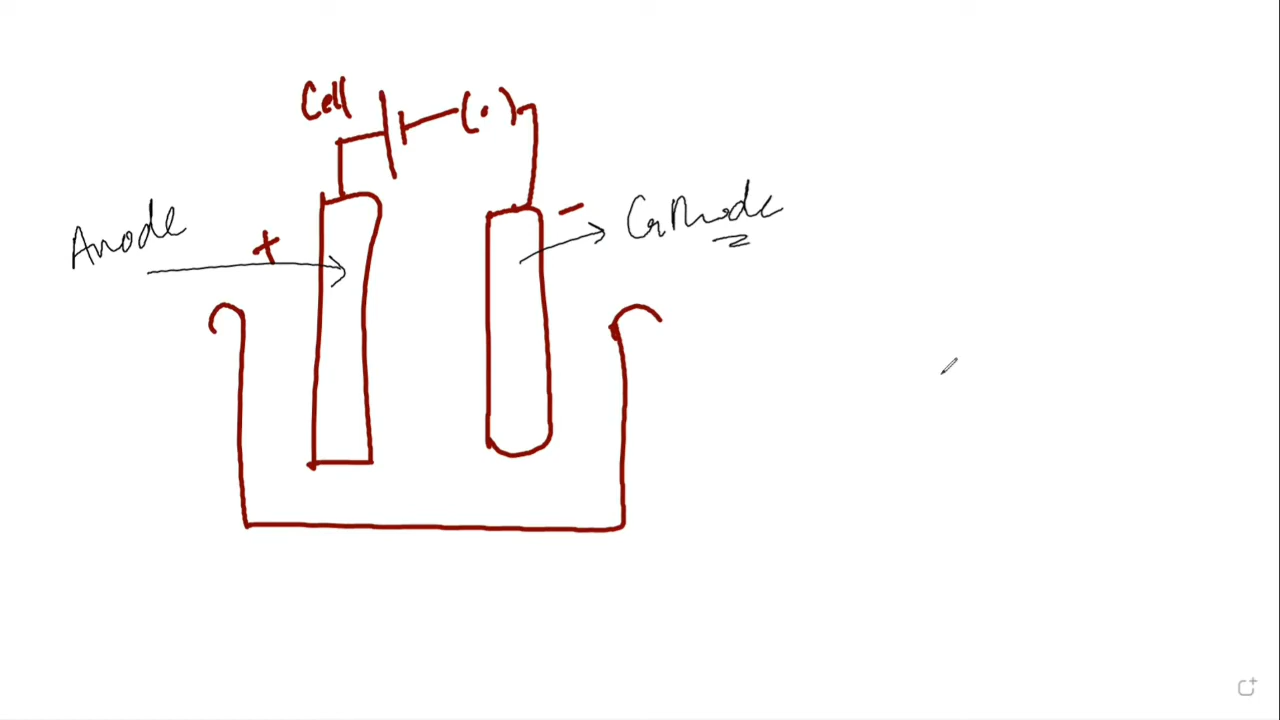 Cell
(•)
Anode
+
-
Cathode